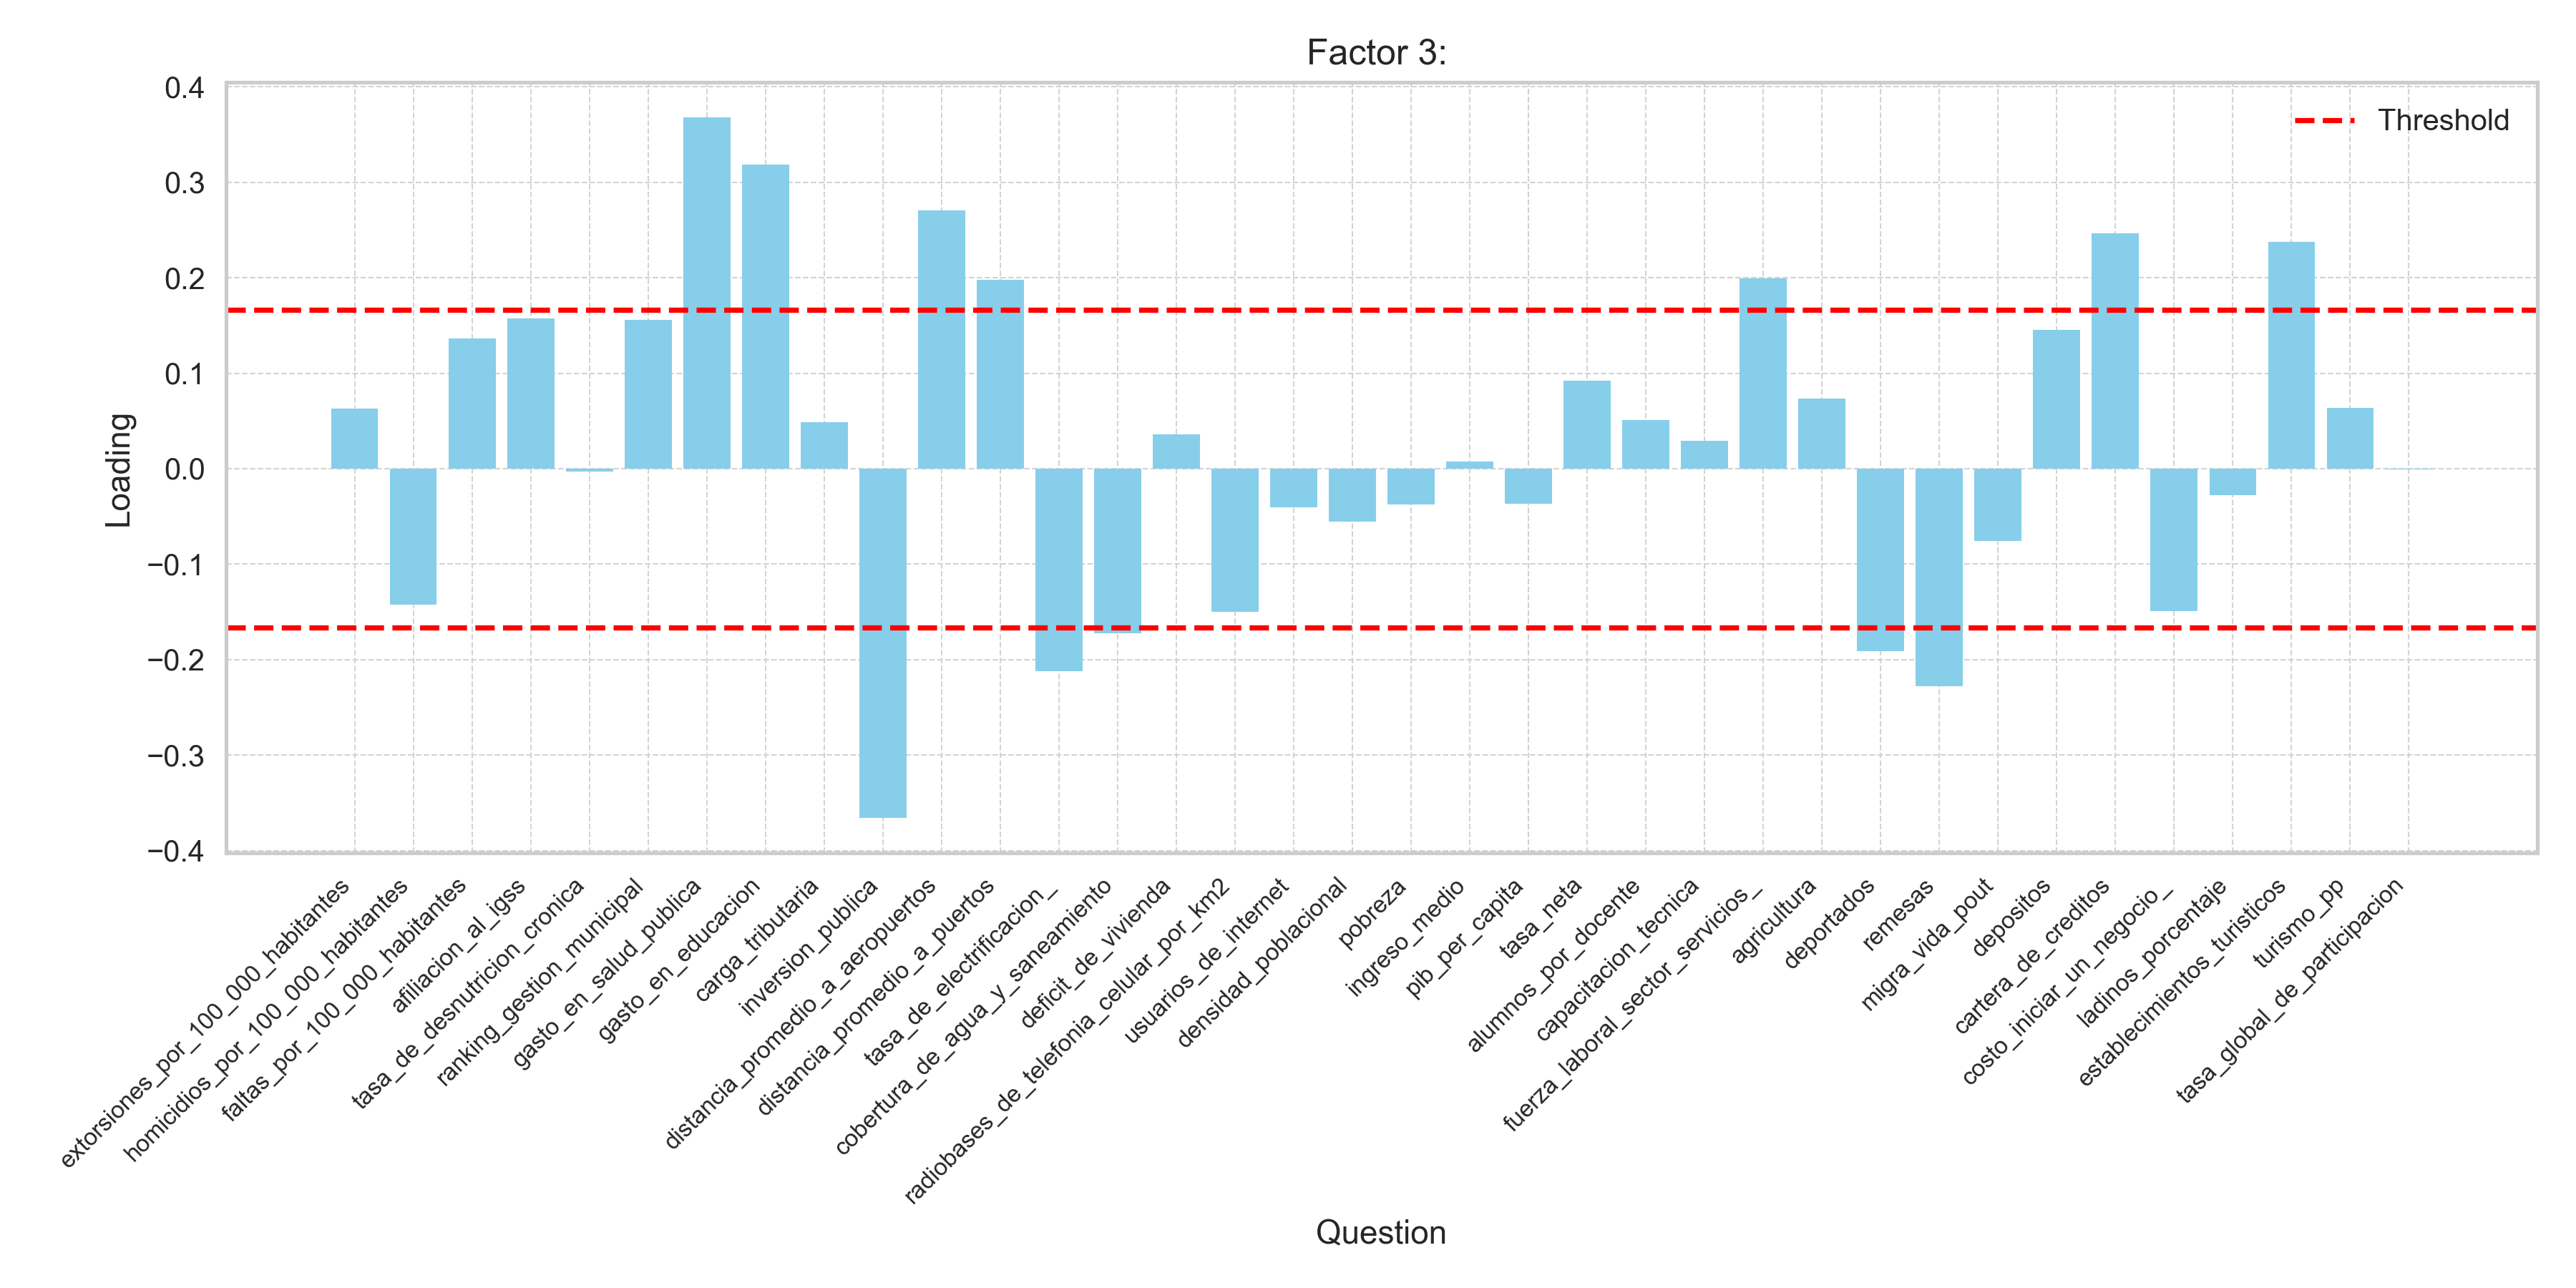 Factor 3:
Threshold
Loading
0.4
0.3
0.2
0.1
0.0
−0.1
−0.2
−0.3
−0.4
extorsiones_por_100_000_habitantes
homicidios_por_100_000_habitantes
faltas_por_100_000_habitantes
afiliacion_al_igss
tasa_de_desnutricion_cronica
ranking_gestion_municipal
gasto_en_salud_publica
gasto_en_educacion
carga_tributaria
inversion_publica
distancia_promedio_a_aeropuertos
distancia_promedio_a_puertos
tasa_de_electrificacion_
cobertura_de_agua_y_saneamiento
deficit_de_vivienda
radiobases_de_telefonia_celular_por_km2
usuarios_de_internet
densidad_poblacional
pobreza
ingreso_medio
pib_per_capita
tasa_neta
alumnos_por_docente
capacitacion_tecnica
fuerza_laboral_sector_servicios_
agricultura
deportados
remesas
migra_vida_pout
depositos
cartera_de_creditos
costo_iniciar_un_negocio_
ladinos_porcentaje
establecimientos_turisticos
turismo_pp
tasa_global_de_participacion
Question